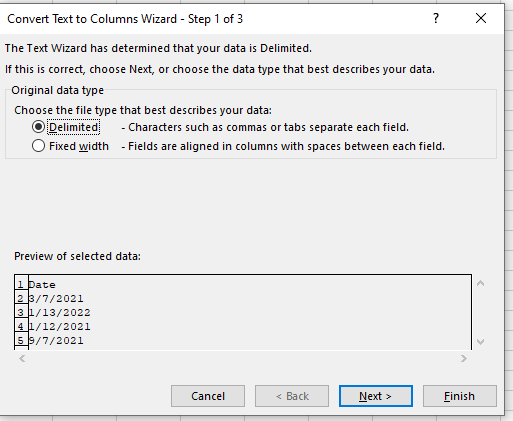 Convert Text to Columns Wizard - Step 1 of 3
The Text Wizard has determined that your data is Delimited.
If this is correct, choose Next, or choose the data type that best describes your data.
Original data type
Choose the file type that best describes your data:
Delimited - Characters such as commas or tabs separate each field.
Fixed width - Fields are aligned in columns with spaces between each field.
Preview of selected data:
1 Date
2 3/7/2021
3 1/13/2022
4 1/12/2021
5 9/7/2021
Cancel < Back Next > Finish